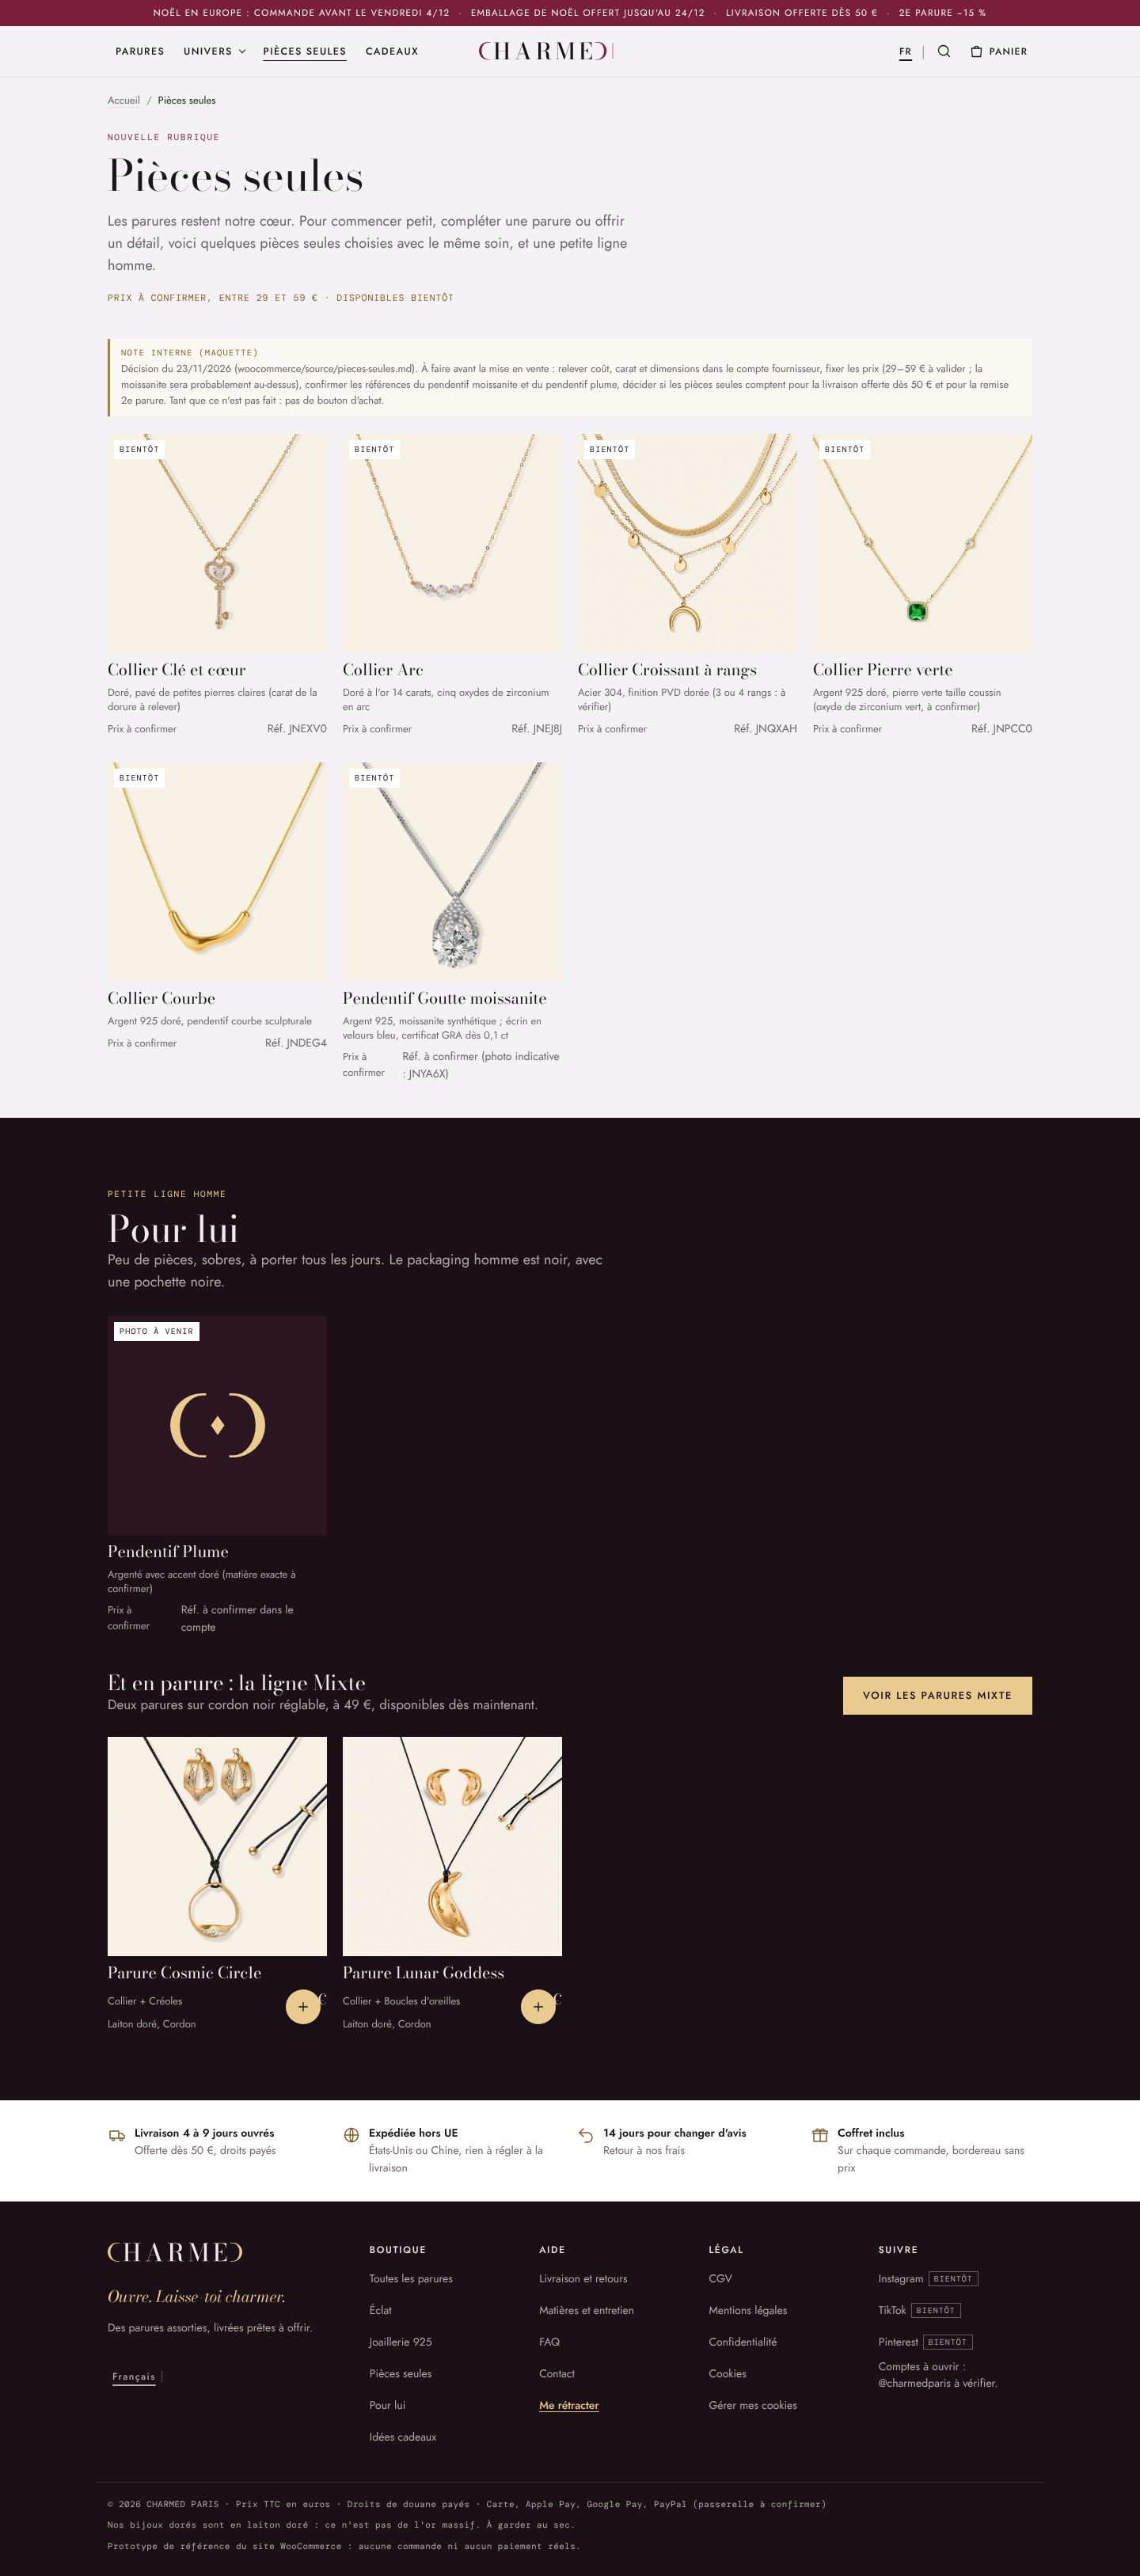 NOËL EN EUROPE : COMMANDE AVANT LE VENDREDI 4/12 · EMBALLAGE DE NOËL OFFERT JUSQU'AU 24/12 · LIVRAISON OFFERTE DÈS 50 € · 2E PARURE −15 %
PARURES UNIVERS PIÈCES SEULES CADEAUX CHARMED FR PANIER
Accueil / Pièces seules
NOUVELLE RUBRIQUE
Pièces seules
Les parures restent notre cœur. Pour commencer petit, compléter une parure ou offrir
un détail, voici quelques pièces seules choisies avec le même soin, et une petite ligne
homme.
PRIX À CONFIRMER, ENTRE 29 ET 59 € · DISPONIBLES BIENTÔT
NOTE INTERNE (MAQUETTE)
Décision du 23/11/2026 (woocommerce/source/pieces-seules.md). À faire avant la mise en vente : relever coût, carat et dimensions dans le compte fournisseur, fixer les prix (29–59 € à valider ; la
moissanite sera probablement au-dessus), confirmer les références du pendentif moissanite et du pendentif plume, décider si les pièces seules comptent pour la livraison offerte dès 50 € et pour la remise
2e parure. Tant que ce n'est pas fait : pas de bouton d'achat.
BIENTÔT BIENTÔT BIENTÔT BIENTÔT
Collier Clé et cœur
Doré, pavé de petites pierres claires (carat de la
dorure à relever)
Prix à confirmer Réf. JNEXV0
Collier Arc
Doré à l'or 14 carats, cinq oxydes de zirconium
en arc
Prix à confirmer Réf. JNEJ8J
Collier Croissant à rangs
Acier 304, finition PVD dorée (3 ou 4 rangs : à
vérifier)
Prix à confirmer Réf. JNQXAH
Collier Pierre verte
Argent 925 doré, pierre verte taille coussin
(oxyde de zirconium vert, à confirmer)
Prix à confirmer Réf. JNPCC0
BIENTÔT BIENTÔT
Collier Courbe
Argent 925 doré, pendentif courbe sculpturale
Prix à confirmer Réf. JNDEG4
Pendentif Goutte moissanite
Argent 925, moissanite synthétique ; écrin en
velours bleu, certificat GRA dès 0,1 ct
Prix à
confirmer
Réf. à confirmer (photo indicative
: JNYA6X)
PETITE LIGNE HOMME
Pour lui
Peu de pièces, sobres, à porter tous les jours. Le packaging homme est noir, avec
une pochette noire.
PHOTO À VENIR
Pendentif Plume
Argenté avec accent doré (matière exacte à
confirmer)
Prix à
confirmer
Réf. à confirmer dans le
compte
Et en parure : la ligne Mixte
Deux parures sur cordon noir réglable, à 49 €, disponibles dès maintenant.
VOIR LES PARURES MIXTE
Parure Cosmic Circle
Collier + Créoles
€
Laiton doré, Cordon
Parure Lunar Goddess
Collier + Boucles d'oreilles
€
Laiton doré, Cordon
Livraison 4 à 9 jours ouvrés
Offerte dès 50 €, droits payés
Expédiée hors UE
États-Unis ou Chine, rien à régler à la
livraison
14 jours pour changer d'avis
Retour à nos frais
Coffret inclus
Sur chaque commande, bordereau sans
prix
CHARMED
Ouvre. Laisse-toi charmer.
Des parures assorties, livrées prêtes à offrir.
Français
BOUTIQUE
Toutes les parures
Éclat
Joaillerie 925
Pièces seules
Pour lui
Idées cadeaux
AIDE
Livraison et retours
Matières et entretien
FAQ
Contact
Me rétracter
LÉGAL
CGV
Mentions légales
Confidentialité
Cookies
Gérer mes cookies
SUIVRE
Instagram BIENTÔT
TikTok BIENTÔT
Pinterest BIENTÔT
Comptes à ouvrir :
@charmedparis à vérifier.
© 2026 CHARMED PARIS · Prix TTC en euros · Droits de douane payés · Carte, Apple Pay, Google Pay, PayPal (passerelle à confirmer)
Nos bijoux dorés sont en laiton doré : ce n'est pas de l'or massif. À garder au sec.
Prototype de référence du site WooCommerce : aucune commande ni aucun paiement réels.